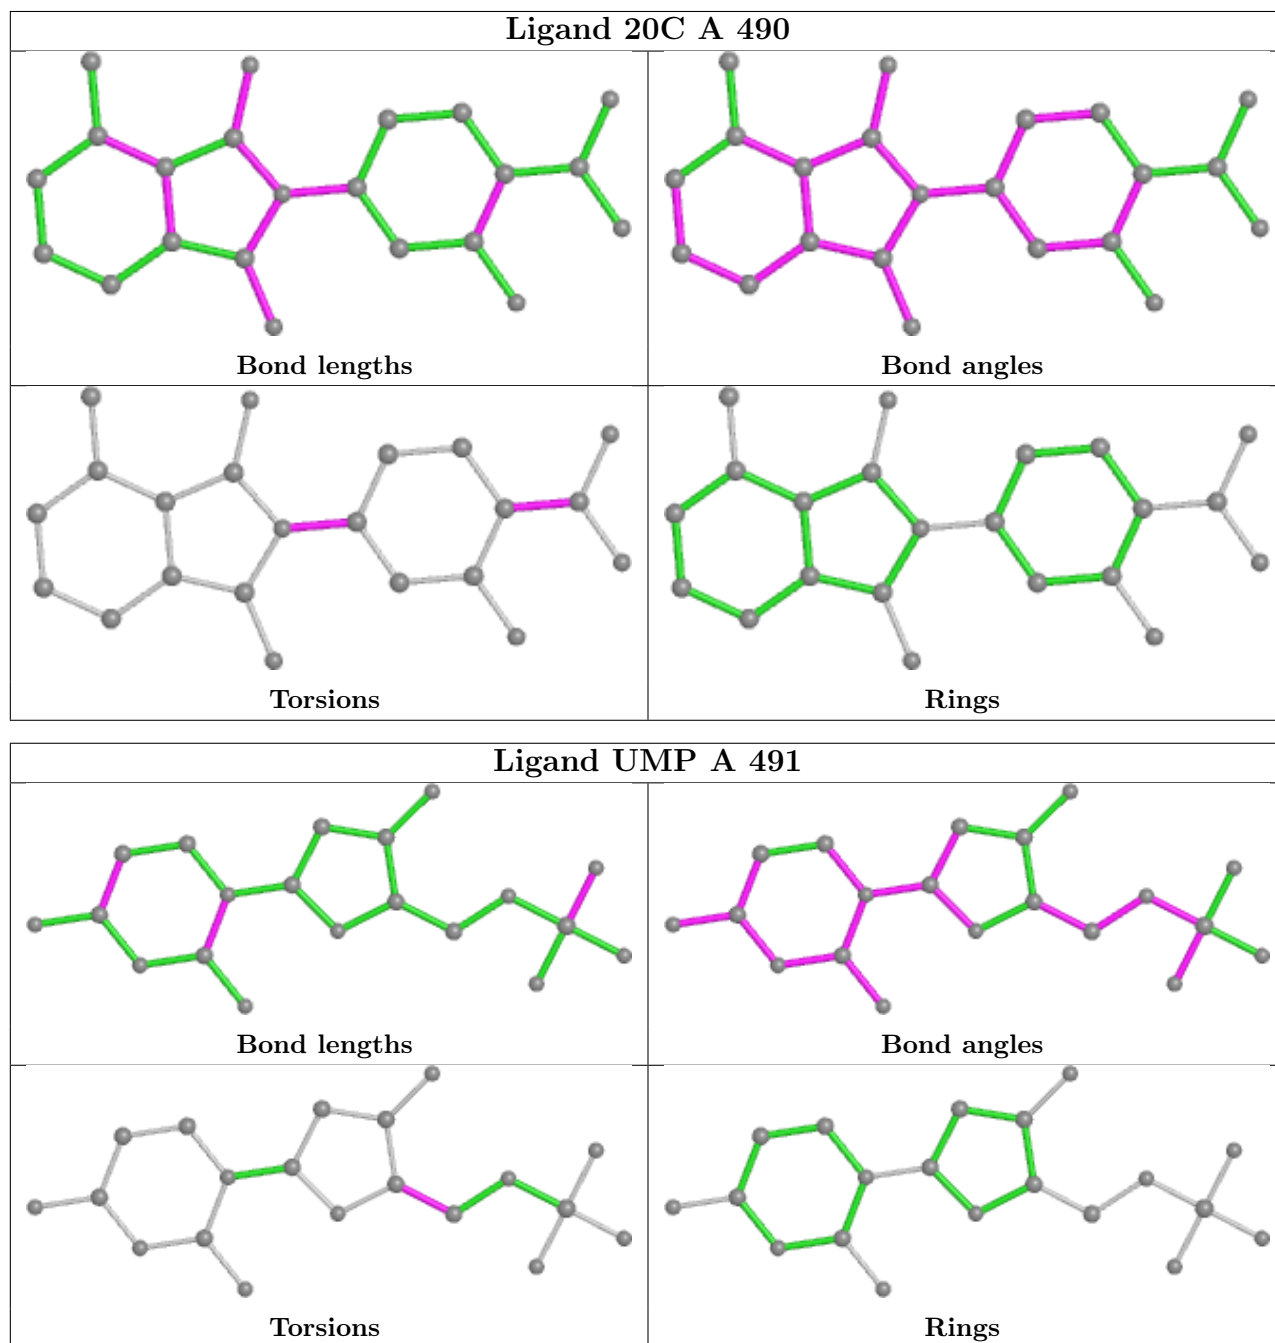 Ligand 20C A 490
Bond lengths
Bond angles
Torsions
Rings
Ligand UMP A 491
Bond lengths
Bond angles
Torsions
Rings